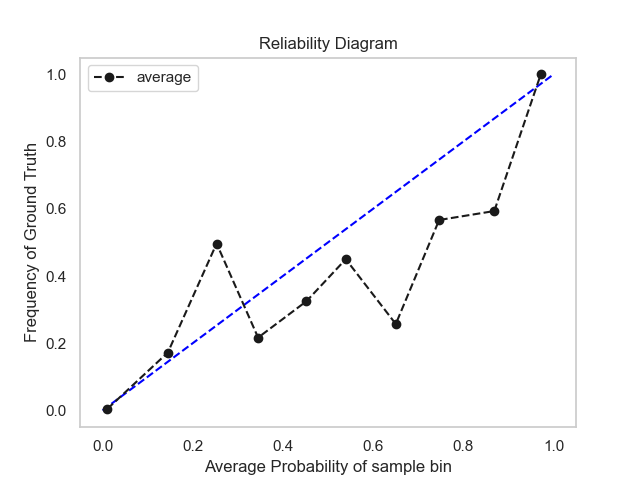 Reliability Diagram
average
Frequency of Ground Truth
1.0
0.8
0.6
0.4
0.2
0.0
0.0 0.2 0.4 0.6 0.8 1.0
Average Probability of sample bin